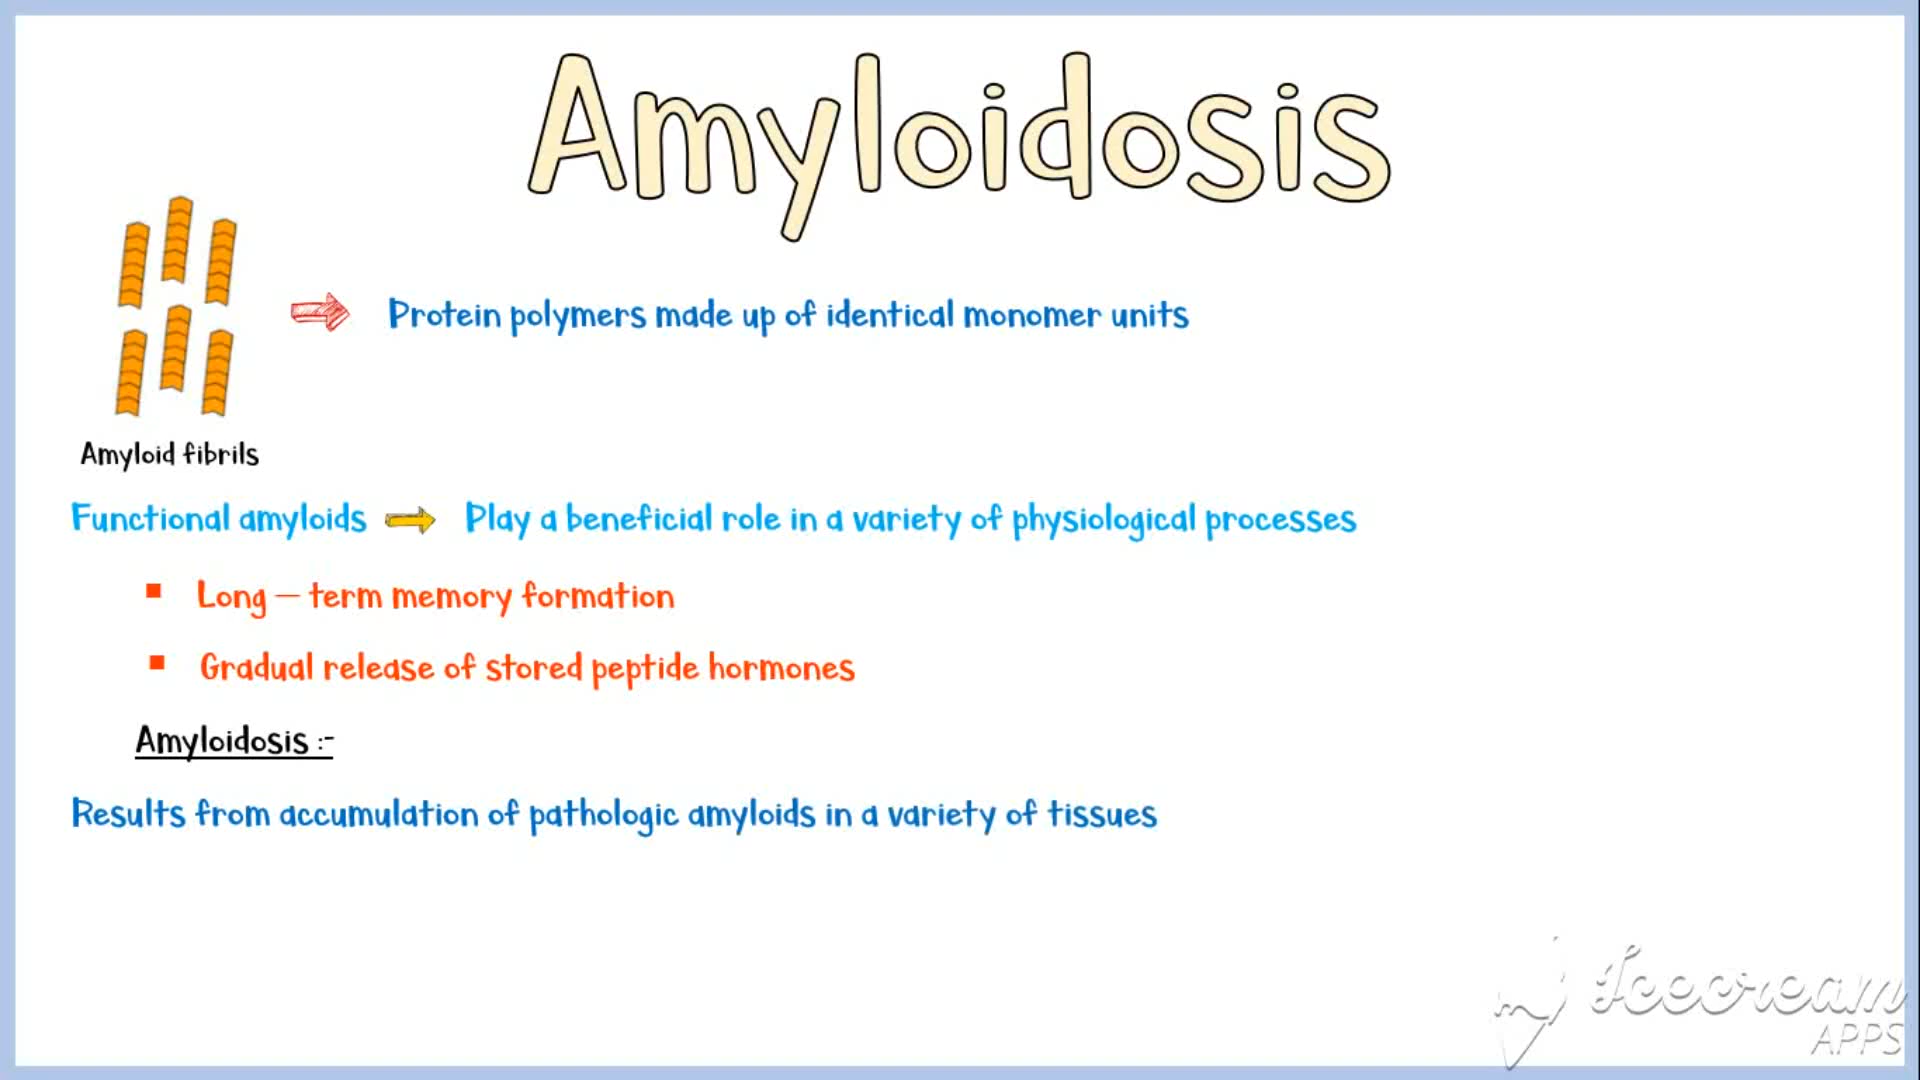 Amyloidosis
Protein polymers made up of identical monomer units
Amyloid fibrils
Functional amyloids
Play a beneficial role in a variety of physiological processes
Long – term memory formation
Gradual release of stored peptide hormones
Amyloidosis :-
Results from accumulation of pathologic amyloids in a variety of tissues
Icecream
APPS